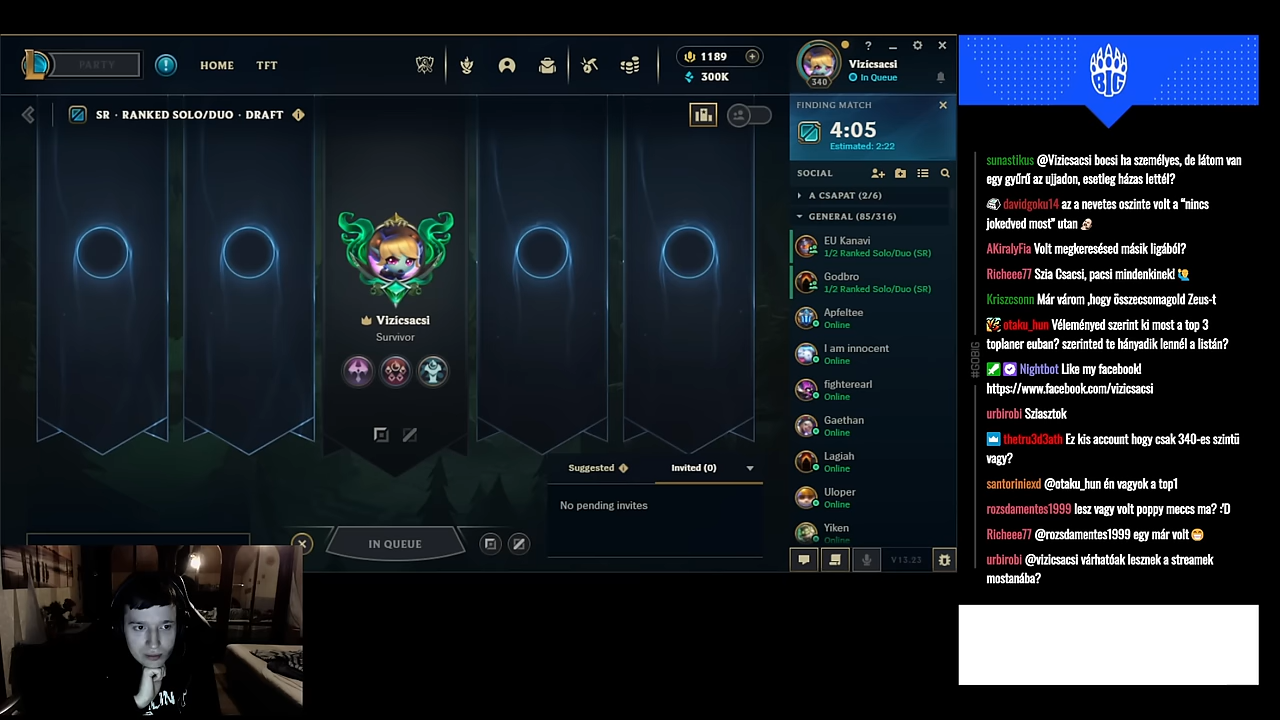 PARTY
HOME
TFT
1189
300K
340
Vizicsacsi
In Queue
SR · RANKED SOLO/DUO · DRAFT
FINDING MATCH
4:05
Estimated: 2:22
SOCIAL
A CSAPAT (2/6)
GENERAL (85/316)
EU Kanavi
1/2 Ranked Solo/Duo (SR)
Godbro
1/2 Ranked Solo/Duo (SR)
Apfeltee
Online
I am innocent
Online
fighterearl
Online
Gaethan
Online
Lagiah
Online
Uloper
Online
Yiken
Online
V13.23
Vizicsacsi
Survivor
Suggested
Invited (0)
No pending invites
IN QUEUE
BIG
#GOBIG
sunastikus @Vizicsacsi bocsi ha személyes, de látom van
egy gyűrű az ujjadon, esetleg házas lettél?
davidgoku14 az a nevetes oszinte volt a "nincs
jokedved most" utan
AKiralyFia Volt megkeresésed másik ligából?
Richeee77 Szia Csacsi, pacsi mindenkinek!
Kriszcsonn Már várom ,hogy összecsomagold Zeus-t
otaku_hun Véleményed szerint ki most a top 3
toplaner euban? szerinted te hányadik lennél a listán?
Nightbot Like my facebook!
https://www.facebook.com/vizicsacsi
urbirobi Sziasztok
thetru3d3ath Ez kis account hogy csak 340-es szintü
vagy?
santoriniexd @otaku_hun én vagyok a top1
rozsdamentes1999 lesz vagy volt poppy meccs ma? :'D
Richeee77 @rozsdamentes1999 egy már volt
urbirobi @vizicsacsi várhatóak lesznek a streamek
mostanába?